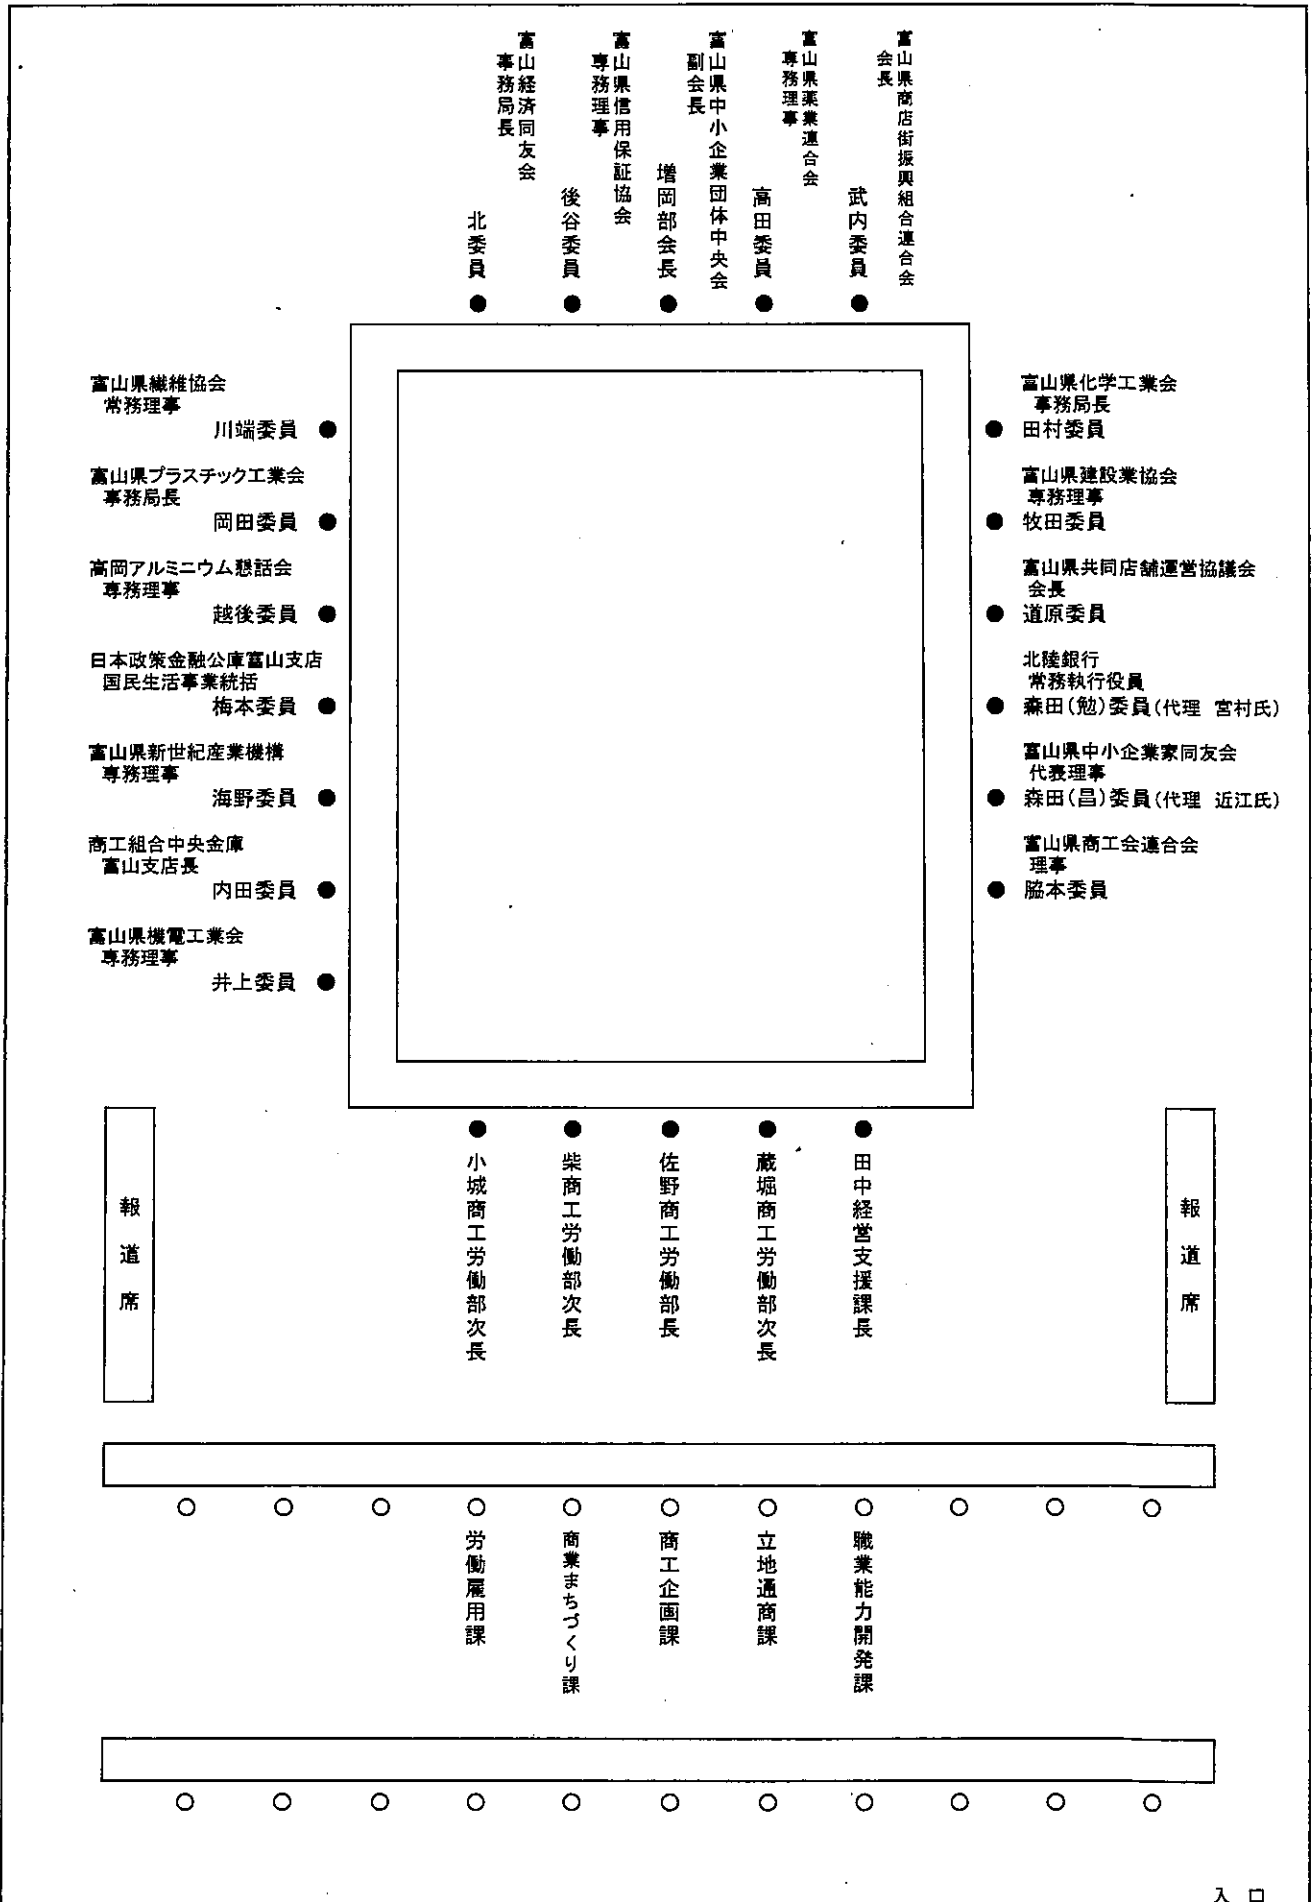 富山県商店街振興組合連合会
会長
武内委員
富山県薬業連合会
専務理事
高田委員
富山県中小企業団体中央会
副会長
増岡部会長
富山県信用保証協会
専務理事
後谷委員
富山経済同友会
事務局長
北委員
富山県繊維協会
常務理事
川端委員
富山県プラスチック工業会
事務局長
岡田委員
高岡アルミニウム懇話会
専務理事
越後委員
日本政策金融公庫富山支店
国民生活事業統括
梅本委員
富山県新世紀産業機構
専務理事
海野委員
商工組合中央金庫
富山支店長
内田委員
富山県機電工業会
専務理事
井上委員
富山県化学工業会
事務局長
田村委員
富山県建設業協会
専務理事
牧田委員
富山県共同店舗運営協議会
会長
道原委員
北陸銀行
常務執行役員
森田(勉)委員(代理 宮村氏)
富山県中小企業家同友会
代表理事
森田(昌)委員(代理 近江氏)
富山県商工会連合会
理事
脇本委員
報道席
小城商工労働部次長
柴商工労働部次長
佐野商工労働部長
蔵堀商工労働部次長
田中経営支援課長
報道席
労働雇用課
商業まちづくり課
商工企画課
立地通商課
職業能力開発課
入口